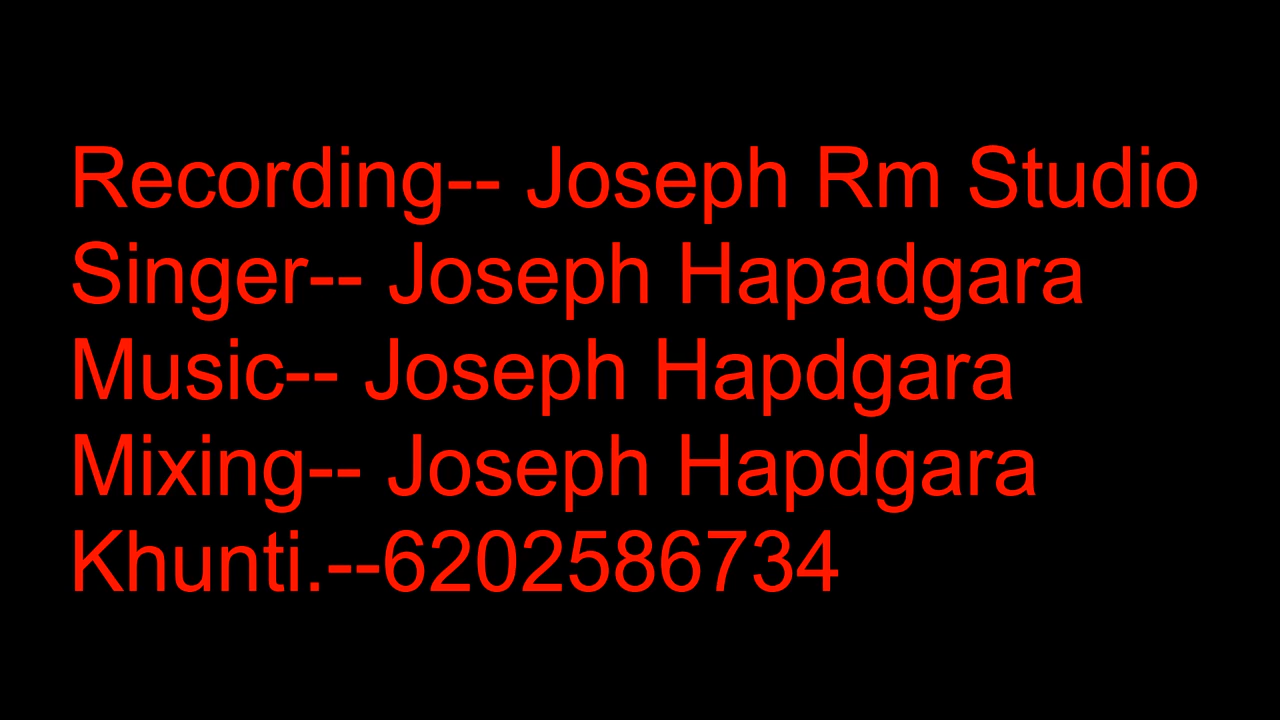 Recording-- Joseph Rm Studio
Singer-- Joseph Hapadgara
Music-- Joseph Hapdgara
Mixing-- Joseph Hapdgara
Khunti.--6202586734